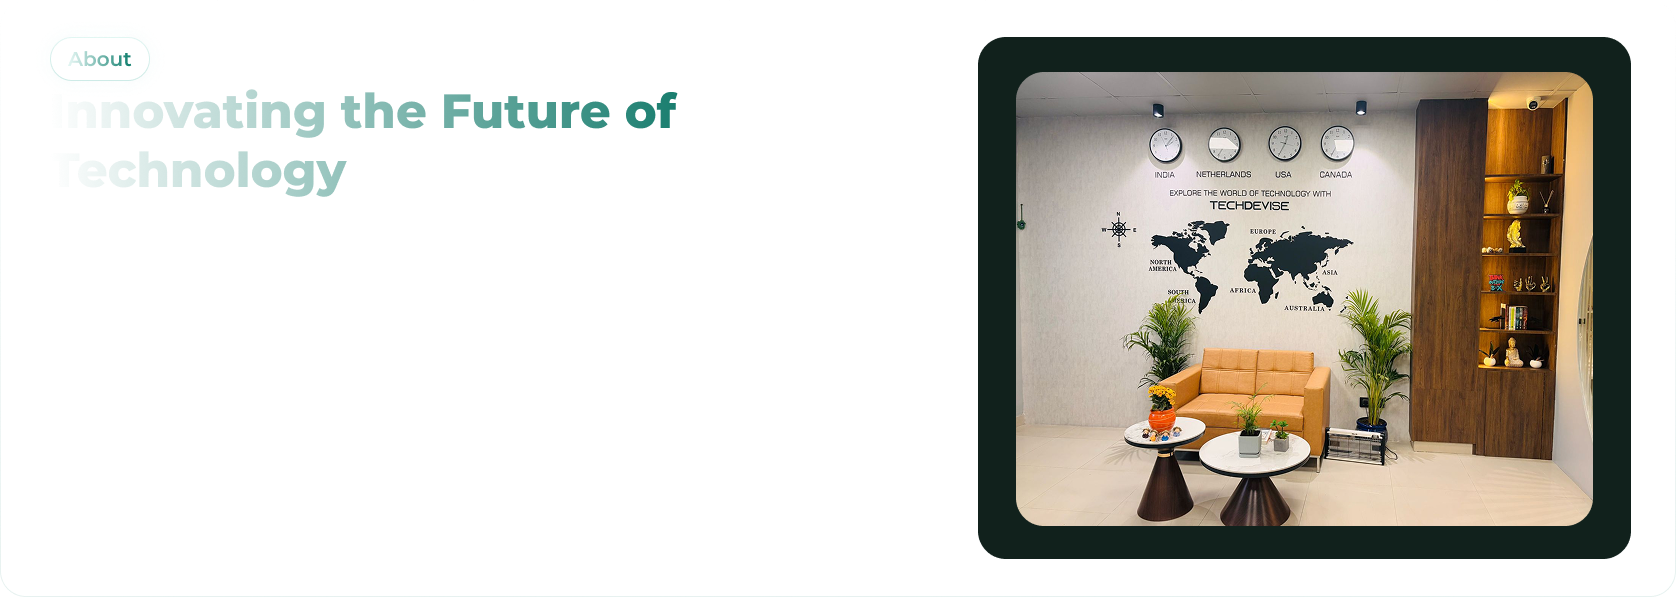 About
Innovating the Future of
Technology
INDIA NETHERLANDS USA CANADA
EXPLORE THE WORLD OF TECHNOLOGY WITH
TECHDEVISE
N
W E
S
EUROPE
NORTH
AMERICA
ASIA
SOUTH
AMERICA
AFRICA
AUSTRALIA